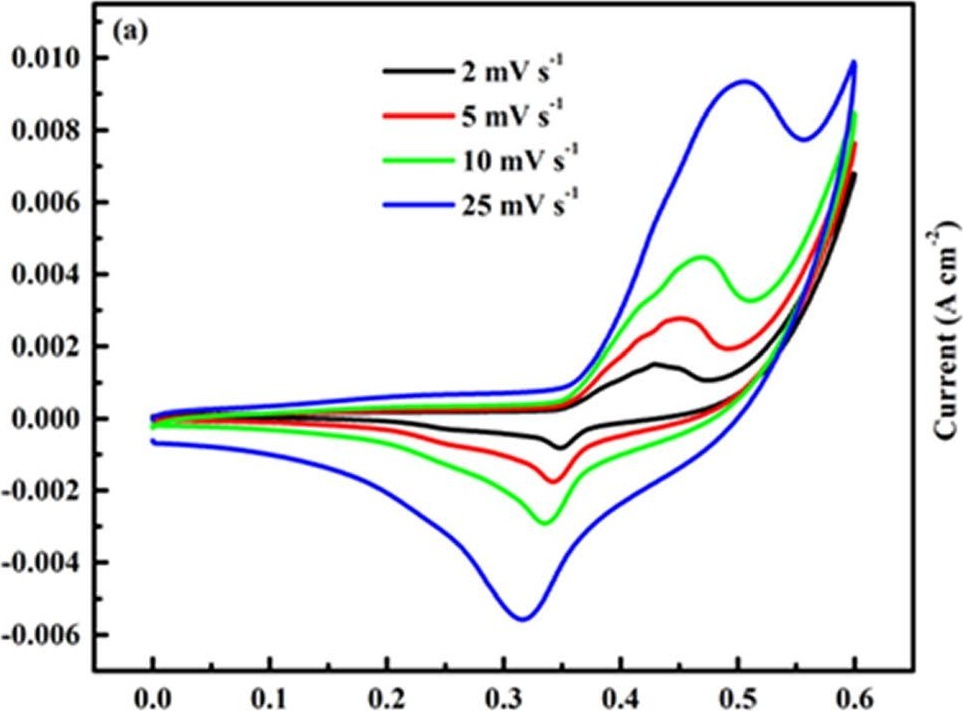 (a)
0.010
0.008
0.006
0.004
0.002
0.000
-0.002
-0.004
-0.006
2 mV s⁻¹
5 mV s⁻¹
10 mV s⁻¹
25 mV s⁻¹
Current (A cm⁻²)
0.0 0.1 0.2 0.3 0.4 0.5 0.6